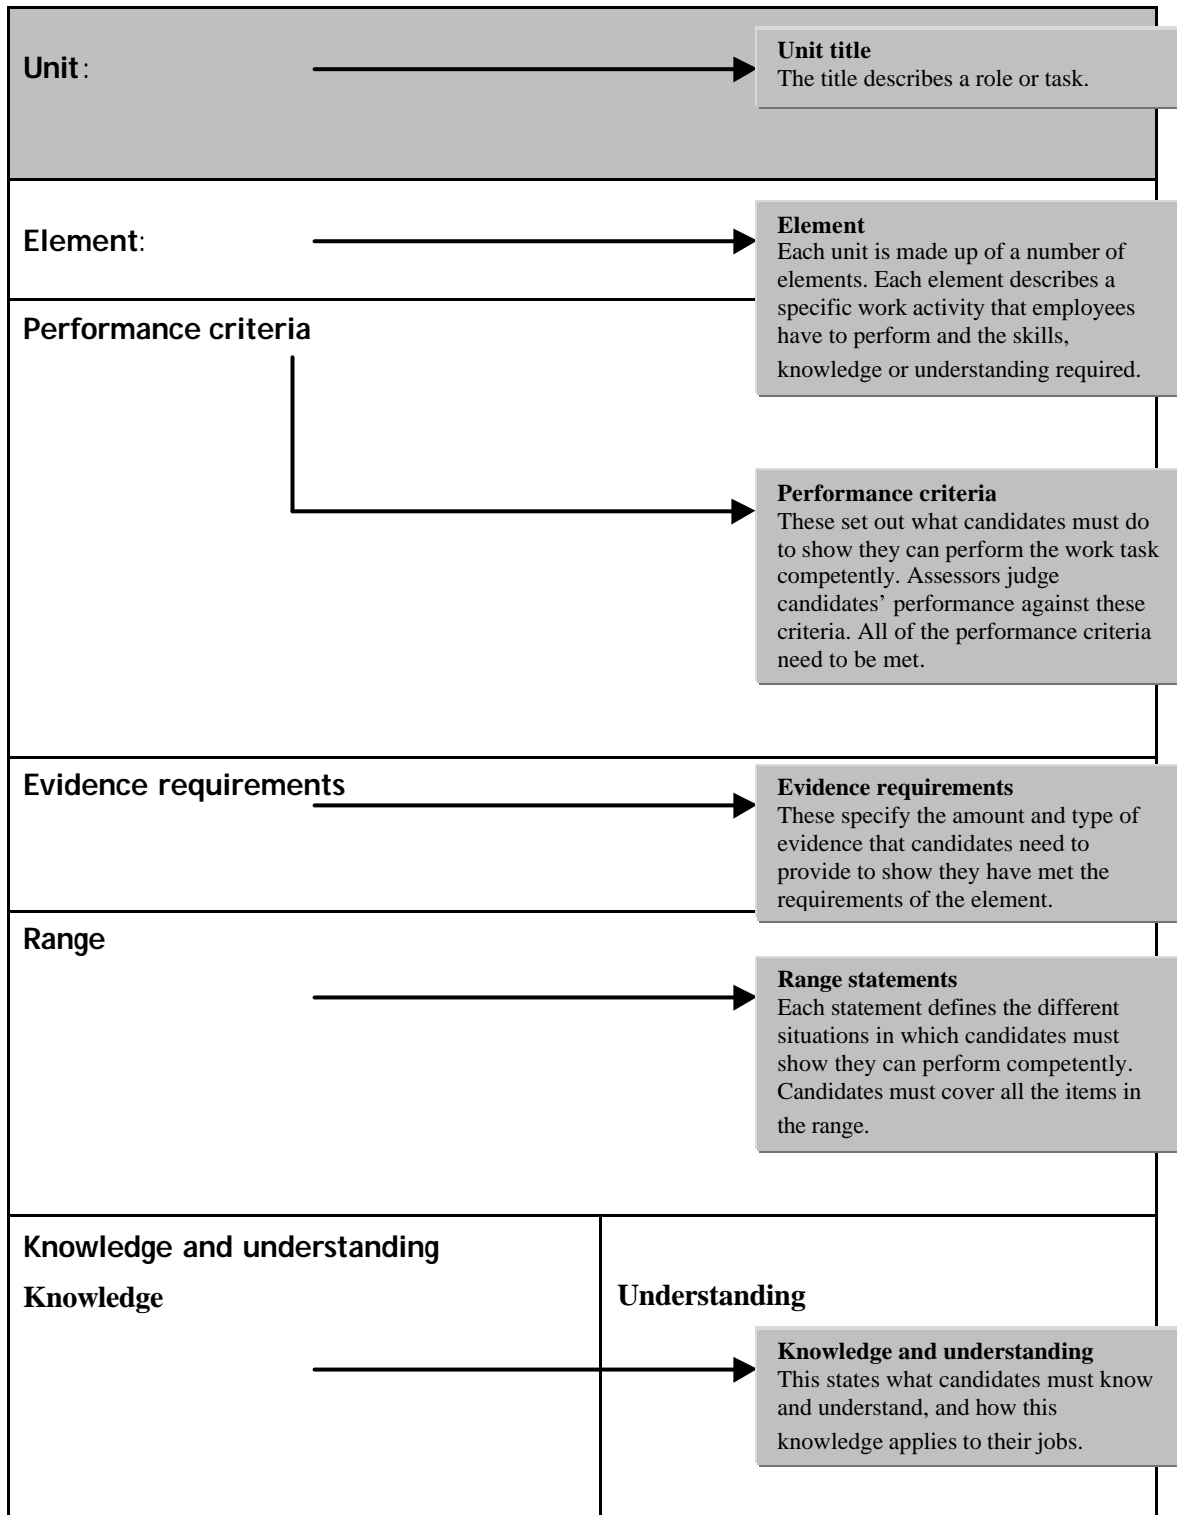 Unit:
Unit title
The title describes a role or task.
Element:
Element
Each unit is made up of a number of
elements. Each element describes a
specific work activity that employees
have to perform and the skills,
knowledge or understanding required.
Performance criteria
Performance criteria
These set out what candidates must do
to show they can perform the work task
competently. Assessors judge
candidates’ performance against these
criteria. All of the performance criteria
need to be met.
Evidence requirements
Evidence requirements
These specify the amount and type of
evidence that candidates need to
provide to show they have met the
requirements of the element.
Range
Range statements
Each statement defines the different
situations in which candidates must
show they can perform competently.
Candidates must cover all the items in
the range.
Knowledge and understanding
Knowledge
Understanding
Knowledge and understanding
This states what candidates must know
and understand, and how this
knowledge applies to their jobs.